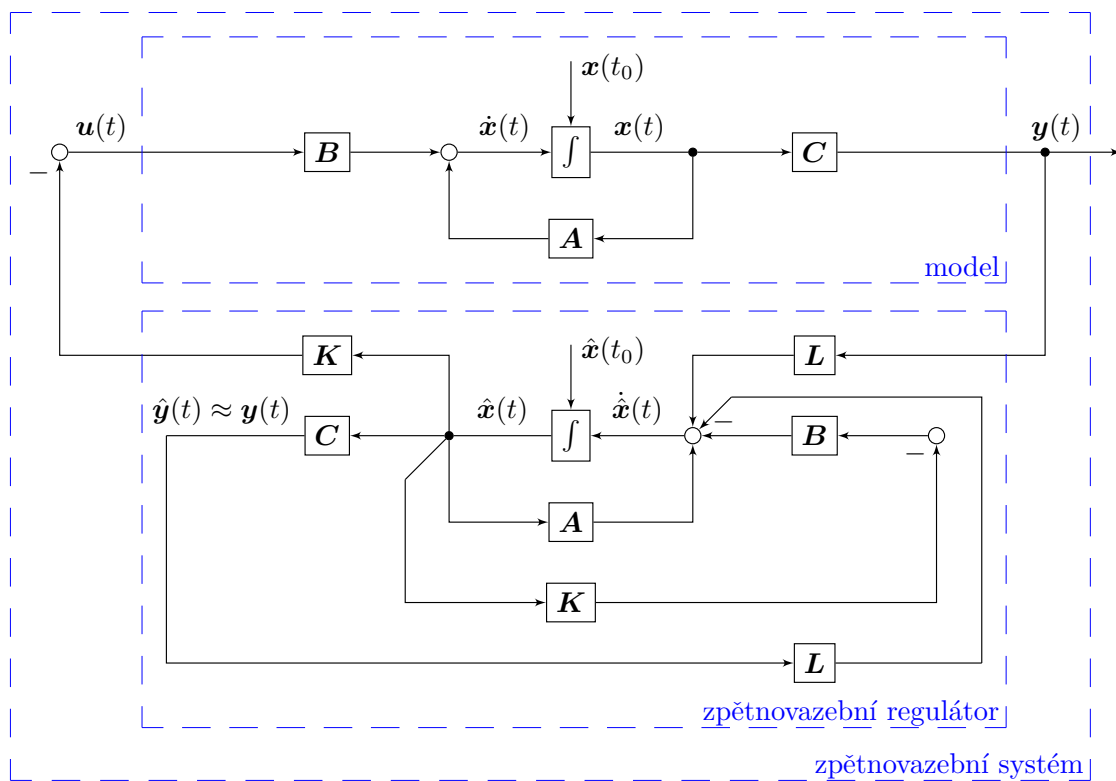 x(t₀)
u(t) ẋ(t) x(t) y(t)
− B ∫ C
A
model
K x̂(t₀) L
ŷ(t) ≈ y(t) x̂(t) x̂̇(t) −
C ∫ B −
A
K
L
zpětnovazební regulátor
zpětnovazební systém